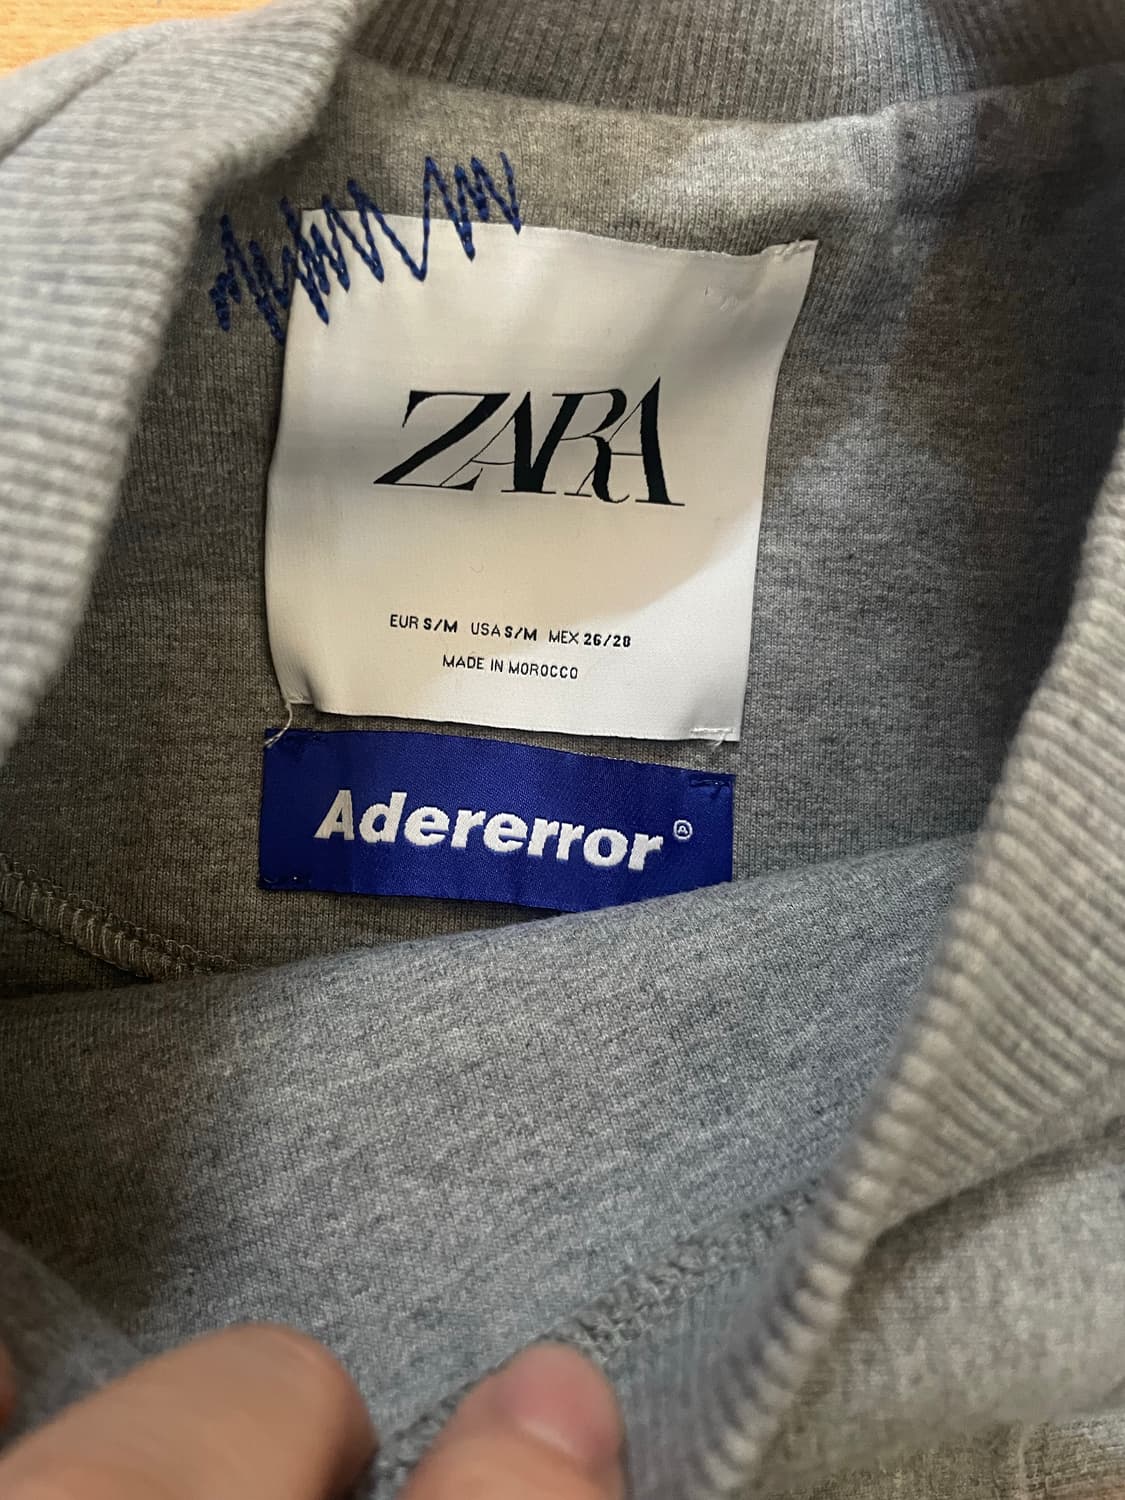 ZARA
EUR S/M USA S/M MEX 26/28
MADE IN MOROCCO
Adererror